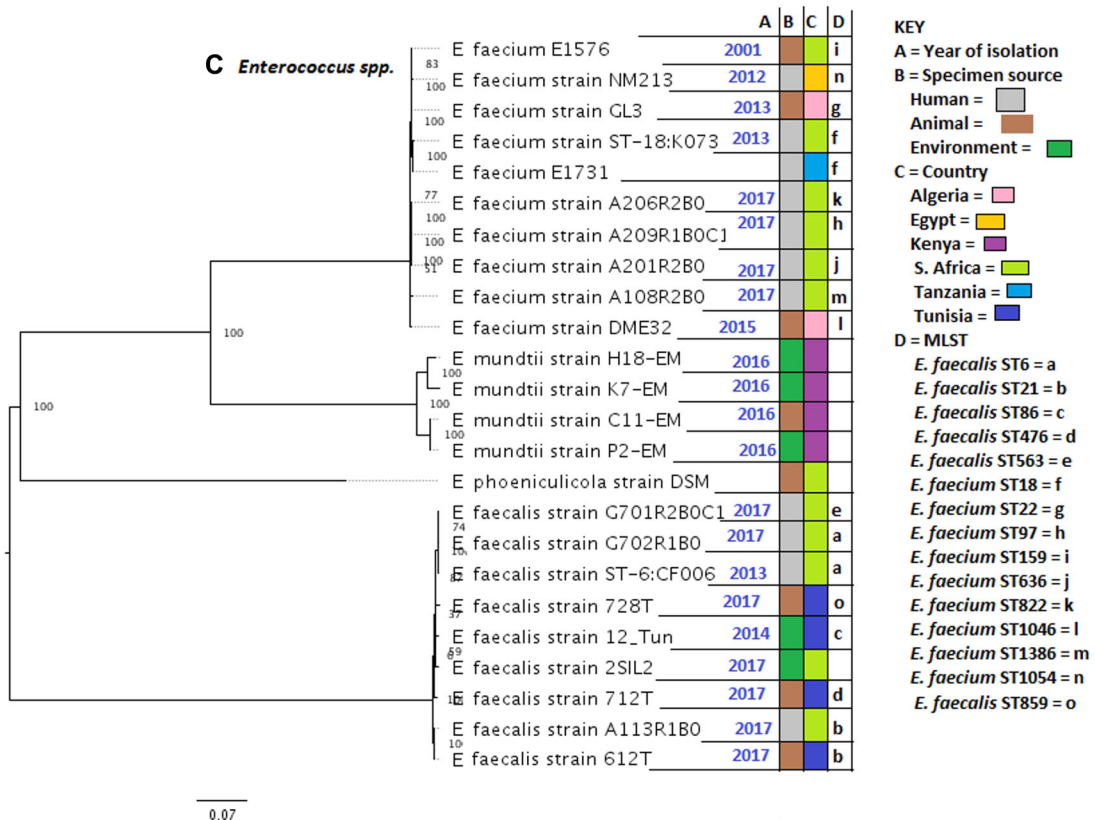 A B C D
C Enterococcus spp.
E faecium E1576 2001 i
83
E faecium strain NM213 2012 n
100
E faecium strain GL3 2013 g
100
E faecium strain ST-18:K073 2013 f
100
E faecium E1731 f
77
E faecium strain A206R2B0 2017 k
100
E faecium strain A209R1B0C1 2017 h
100
100
E faecium strain A201R2B0 2017 j
51
E faecium strain A108R2B0 2017 m
E faecium strain DME32 2015 l
100
E mundtii strain H18-EM 2016
100
E mundtii strain K7-EM 2016
100
100
E mundtii strain C11-EM 2016
100
E mundtii strain P2-EM 2016
E phoeniculicola strain DSM
E faecalis strain G701R2B0C1 2017 e
74
E faecalis strain G702R1B0 2017 a
E faecalis strain ST-6:CF006 2013 a
E faecalis strain 728T 2017 o
37
E faecalis strain 12_Tun 2014 c
59
E faecalis strain 2SIL2 2017
E faecalis strain 712T 2017 d
E faecalis strain A113R1B0 2017 b
E faecalis strain 612T 2017 b
0.07
KEY
A = Year of isolation
B = Specimen source
Human =
Animal =
Environment =
C = Country
Algeria =
Egypt =
Kenya =
S. Africa =
Tanzania =
Tunisia =
D = MLST
E. faecalis ST6 = a
E. faecalis ST21 = b
E. faecalis ST86 = c
E. faecalis ST476 = d
E. faecalis ST563 = e
E. faecium ST18 = f
E. faecium ST22 = g
E. faecium ST97 = h
E. faecium ST159 = i
E. faecium ST636 = j
E. faecium ST822 = k
E. faecium ST1046 = l
E. faecium ST1386 = m
E. faecium ST1054 = n
E. faecalis ST859 = o